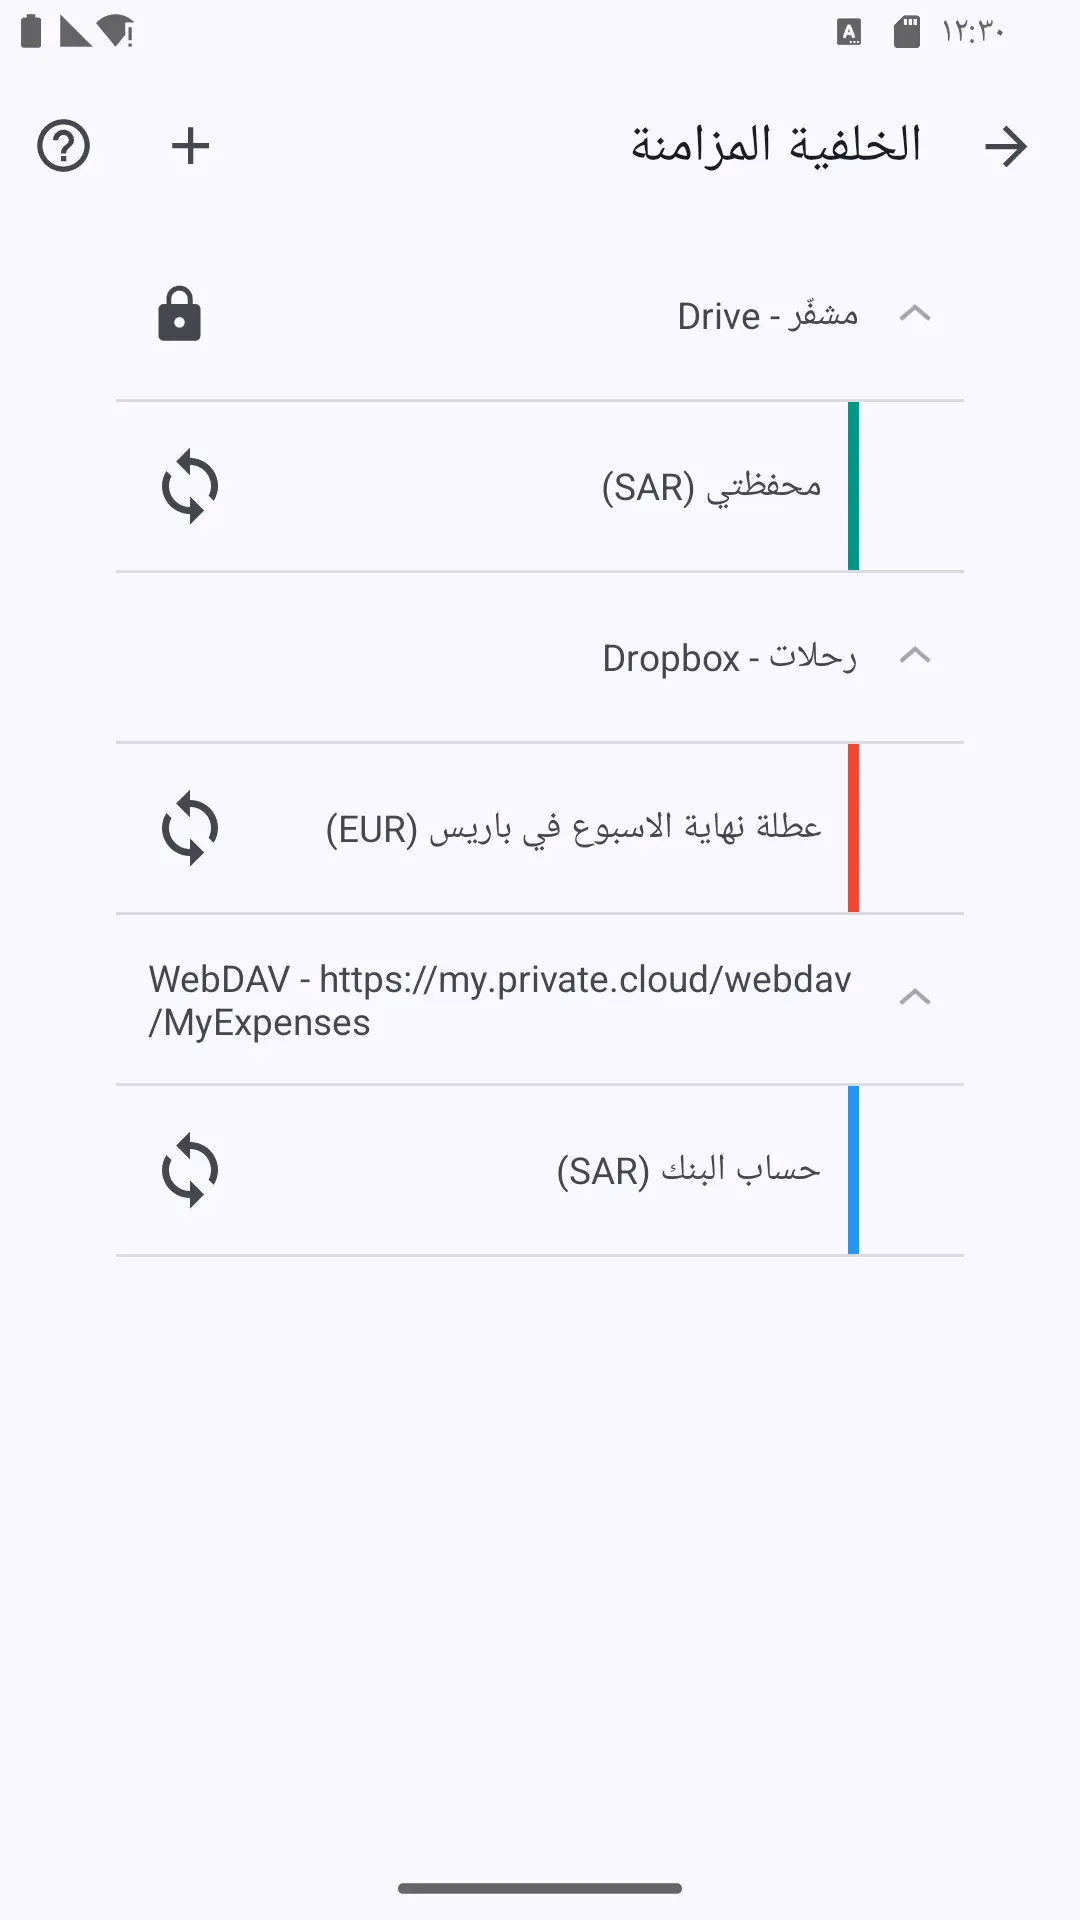 ١٢:٣٠
الخلفية المزامنة
Drive - مشفّر
محفظتي (SAR)
Dropbox - رحلات
عطلة نهاية الاسبوع في باريس (EUR)
WebDAV - https://my.private.cloud/webdav
/MyExpenses
حساب البنك (SAR)